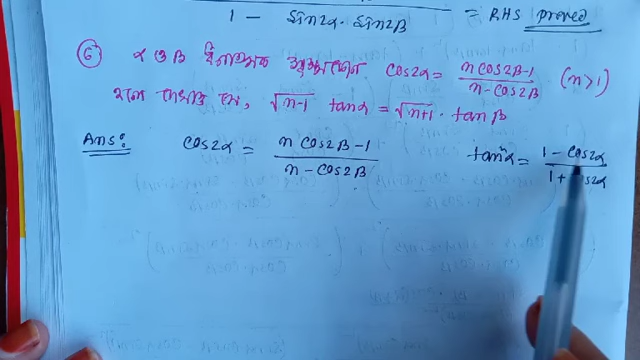 1 - sin2α · sin2β = RHS proved
⑥ α ও β ধনাত্মক সূক্ষ্মকোণ cos2α = (n cos2β-1)/(n-cos2β) (n>1)
হলে দেখাও যে, √n-1 tanα = √n+1 · tanβ
Ans: cos2α = (n cos2β-1)/(n-cos2β) tan²α = (1-cos2α)/(1+cos2α)